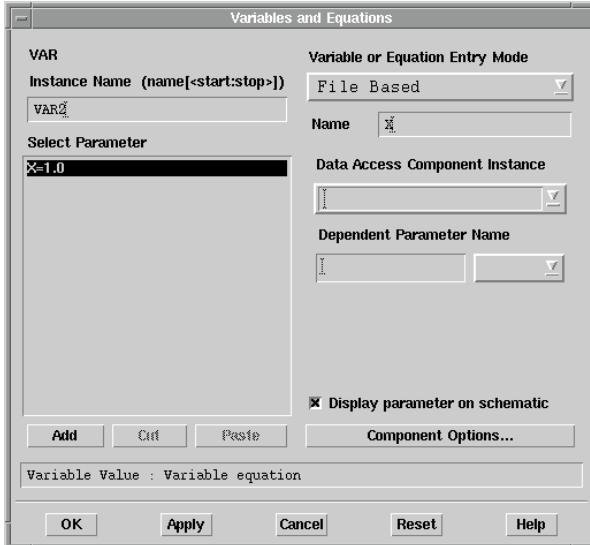 Variables and Equations
VAR
Instance Name (name[<start:stop>])
VAR2
Select Parameter
X=1.0
Add
Cut
Paste
Variable or Equation Entry Mode
File Based
Name
X
Data Access Component Instance
Dependent Parameter Name
Display parameter on schematic
Component Options...
Variable Value : Variable equation
OK
Apply
Cancel
Reset
Help